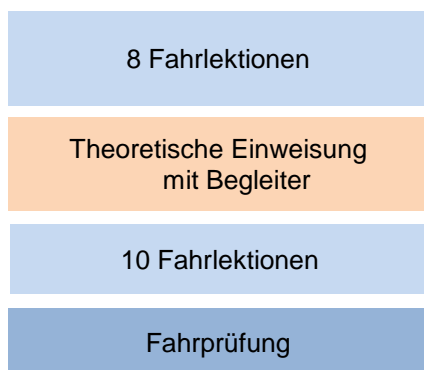 8 Fahrlektionen
Theoretische Einweisung
mit Begleiter
10 Fahrlektionen
Fahrprüfung